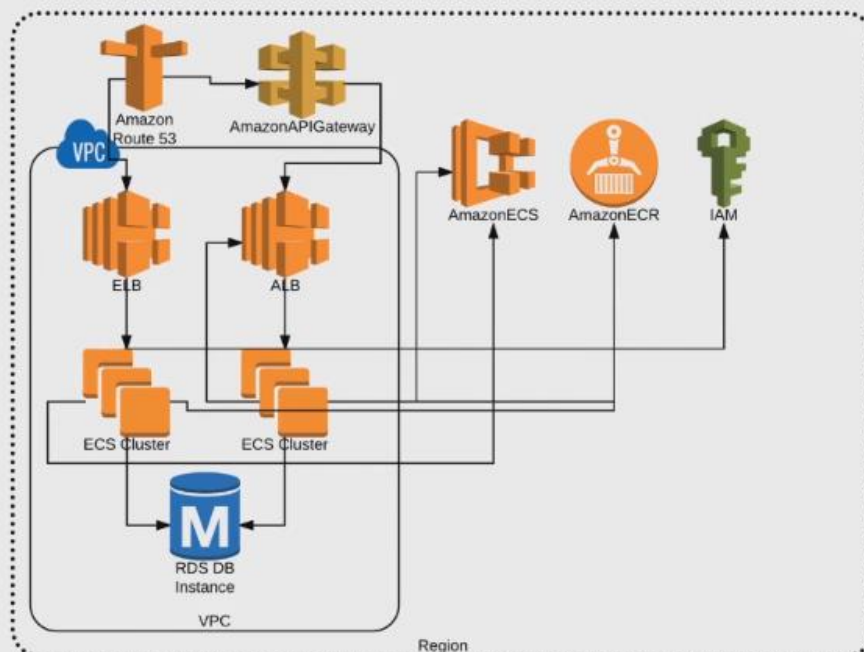 Amazon
Route 53
AmazonAPIGateway
VPC
AmazonECS
AmazonECR
IAM
ELB
ALB
ECS Cluster
ECS Cluster
M
RDS DB
Instance
VPC
Region